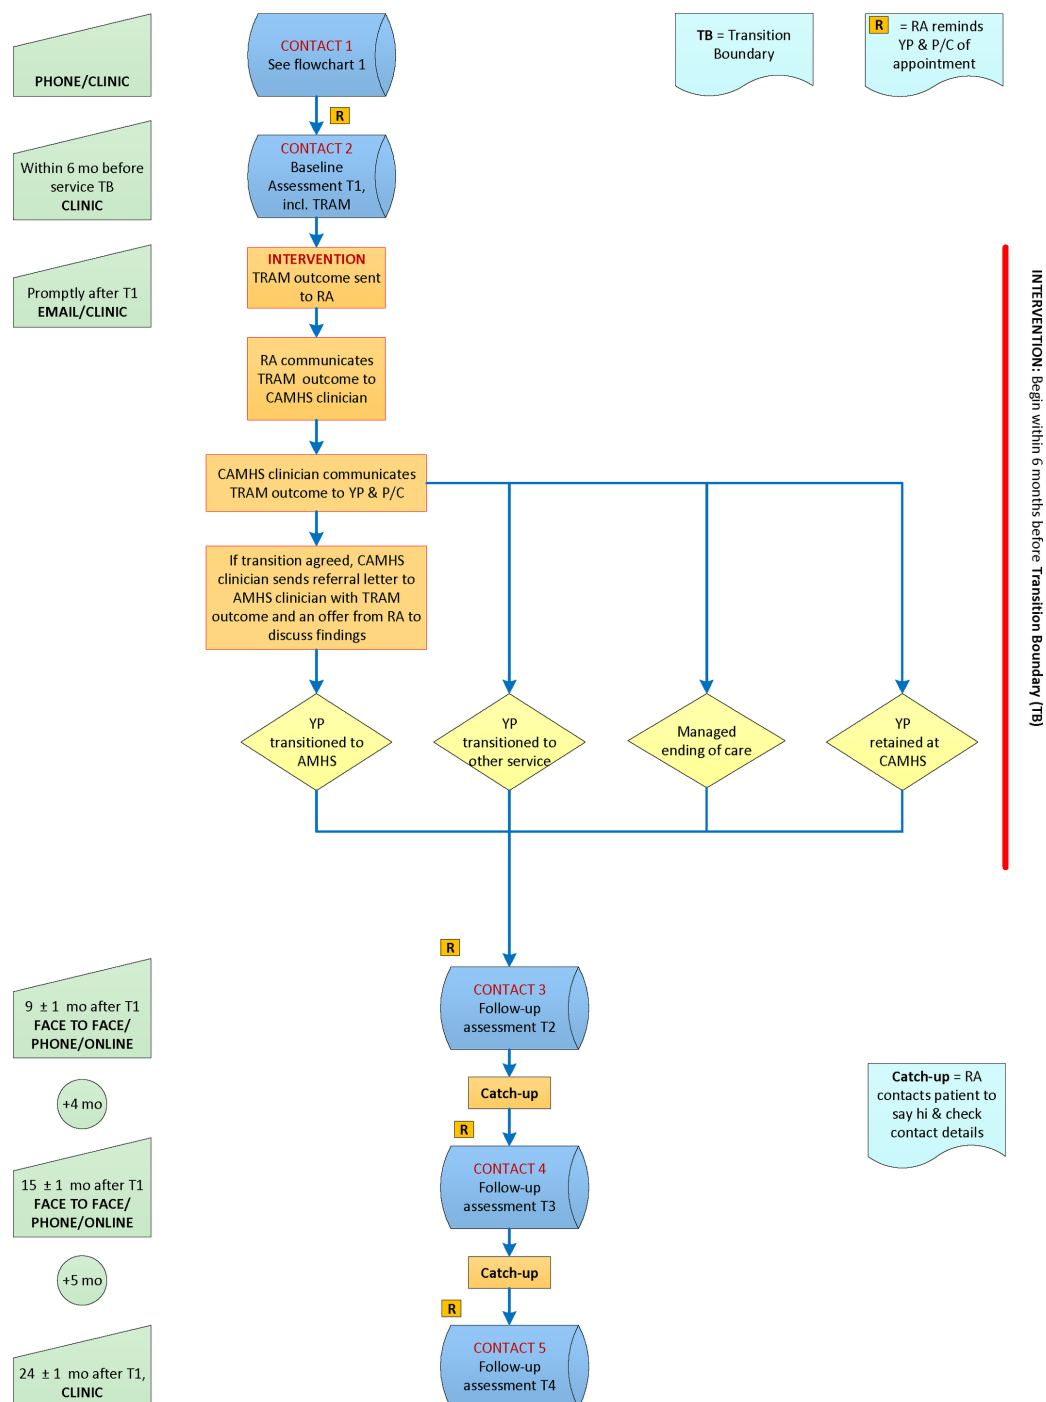 PHONE/CLINIC
CONTACT 1
See flowchart 1
TB = Transition
Boundary
R = RA reminds
YP & P/C of
appointment
R
Within 6 mo before
service TB
CLINIC
CONTACT 2
Baseline
Assessment T1,
incl. TRAM
Promptly after T1
EMAIL/CLINIC
INTERVENTION
TRAM outcome sent
to RA
RA communicates
TRAM outcome to
CAMHS clinician
CAMHS clinician communicates
TRAM outcome to YP & P/C
If transition agreed, CAMHS
clinician sends referral letter to
AMHS clinician with TRAM
outcome and an offer from RA to
discuss findings
YP
transitioned to
AMHS
YP
transitioned to
other service
Managed
ending of care
YP
retained at
CAMHS
INTERVENTION: Begin within 6 months before Transition Boundary (TB)
R
9 ± 1 mo after T1
FACE TO FACE/
PHONE/ONLINE
CONTACT 3
Follow-up
assessment T2
+4 mo
Catch-up
Catch-up = RA
contacts patient to
say hi & check
contact details
R
15 ± 1 mo after T1
FACE TO FACE/
PHONE/ONLINE
CONTACT 4
Follow-up
assessment T3
+5 mo
Catch-up
R
24 ± 1 mo after T1,
CLINIC
CONTACT 5
Follow-up
assessment T4